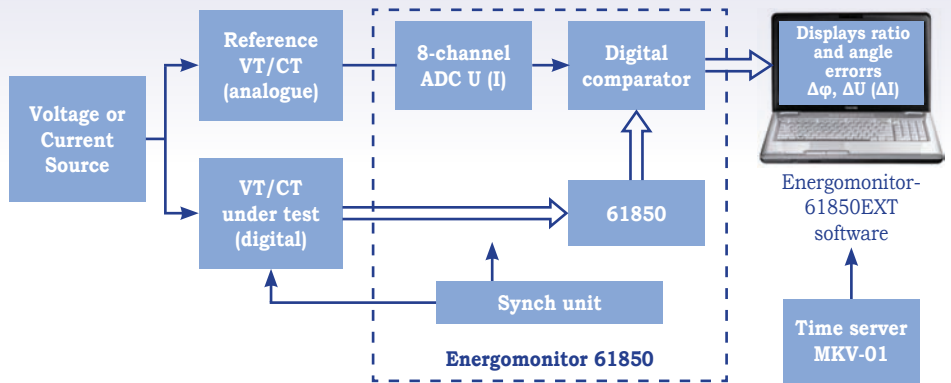 Voltage or
Current
Source
Reference
VT/CT
(analogue)
VT/CT
under test
(digital)
8-channel
ADC U (I)
Digital
comparator
61850
Synch unit
Energomonitor 61850
Displays ratio
and angle
errorrs
Δφ, ΔU (ΔI)
Energomonitor-
61850EXT
software
Time server
MKV-01